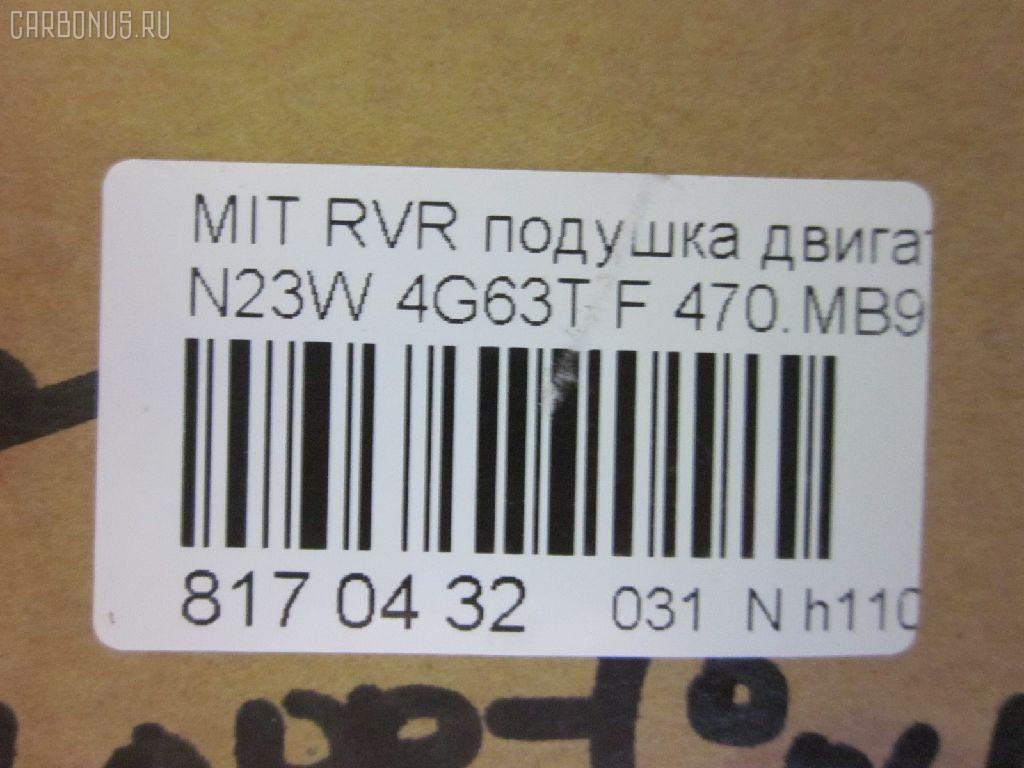 CARBONUS.RU
MIT RVR подушка двига
N23W 4G63T F 470.MB9
817 04 32 031 N h110